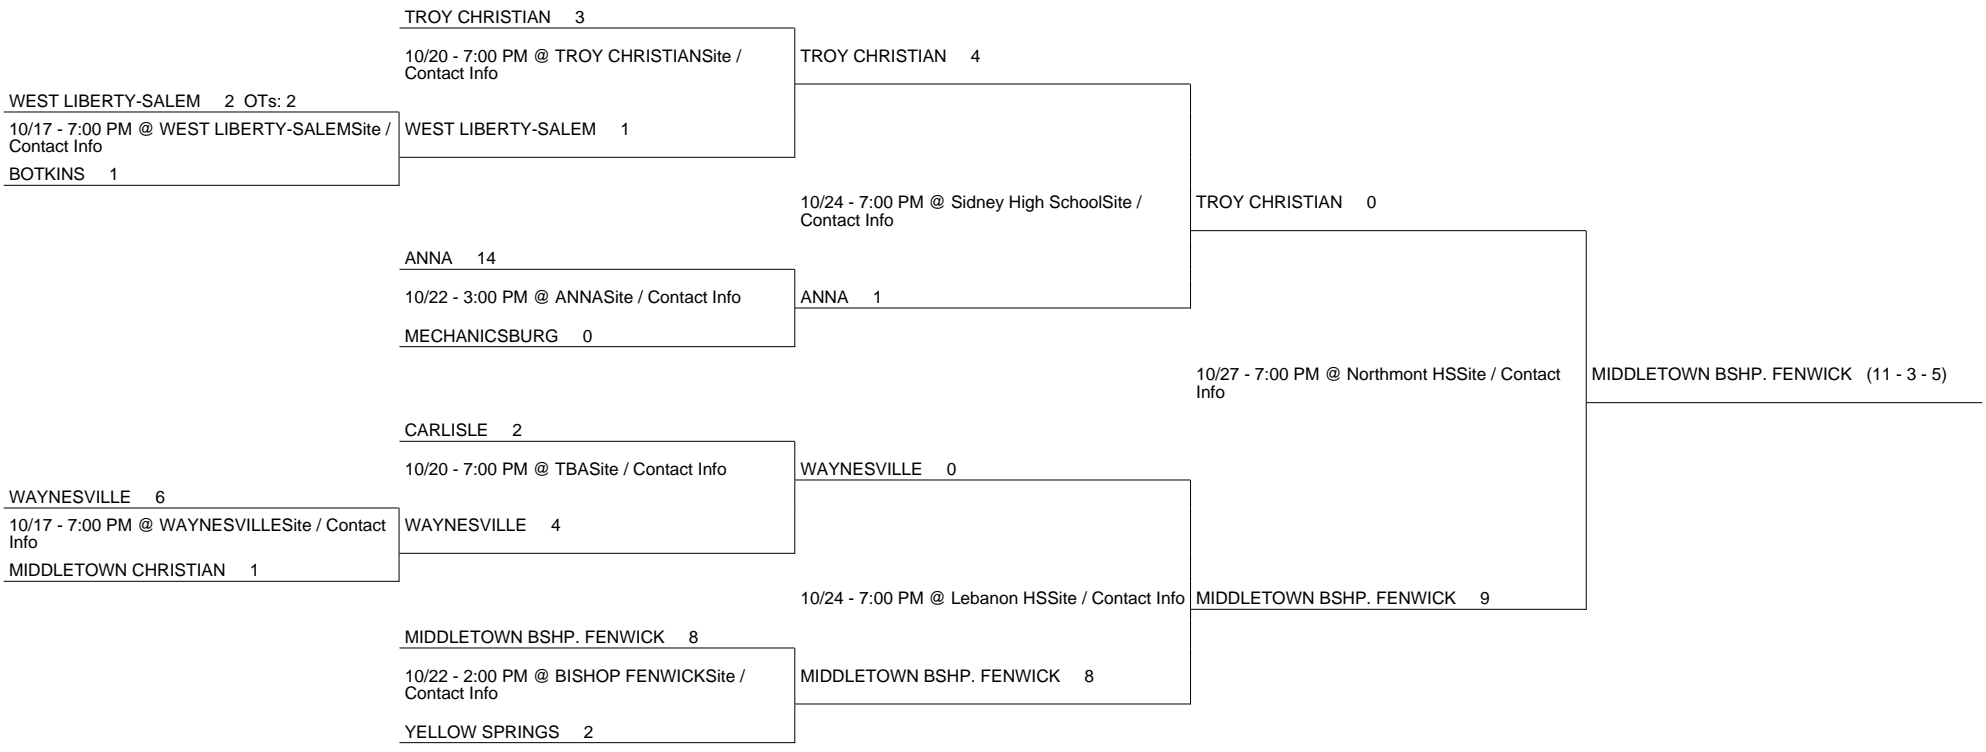 TROY CHRISTIAN 3
10/20 - 7:00 PM @ TROY CHRISTIANSite /
Contact Info
TROY CHRISTIAN 4
WEST LIBERTY-SALEM 2 OTs: 2
10/17 - 7:00 PM @ WEST LIBERTY-SALEMSite /
Contact Info
WEST LIBERTY-SALEM 1
BOTKINS 1
10/24 - 7:00 PM @ Sidney High SchoolSite /
Contact Info
TROY CHRISTIAN 0
ANNA 14
10/22 - 3:00 PM @ ANNASite / Contact Info
ANNA 1
MECHANICSBURG 0
10/27 - 7:00 PM @ Northmont HSSite / Contact
Info
MIDDLETOWN BSHP. FENWICK (11 - 3 - 5)
CARLISLE 2
10/20 - 7:00 PM @ TBASite / Contact Info
WAYNESVILLE 0
WAYNESVILLE 6
10/17 - 7:00 PM @ WAYNESVILLESite / Contact
Info
WAYNESVILLE 4
MIDDLETOWN CHRISTIAN 1
10/24 - 7:00 PM @ Lebanon HSSite / Contact Info
MIDDLETOWN BSHP. FENWICK 9
MIDDLETOWN BSHP. FENWICK 8
10/22 - 2:00 PM @ BISHOP FENWICKSite /
Contact Info
MIDDLETOWN BSHP. FENWICK 8
YELLOW SPRINGS 2